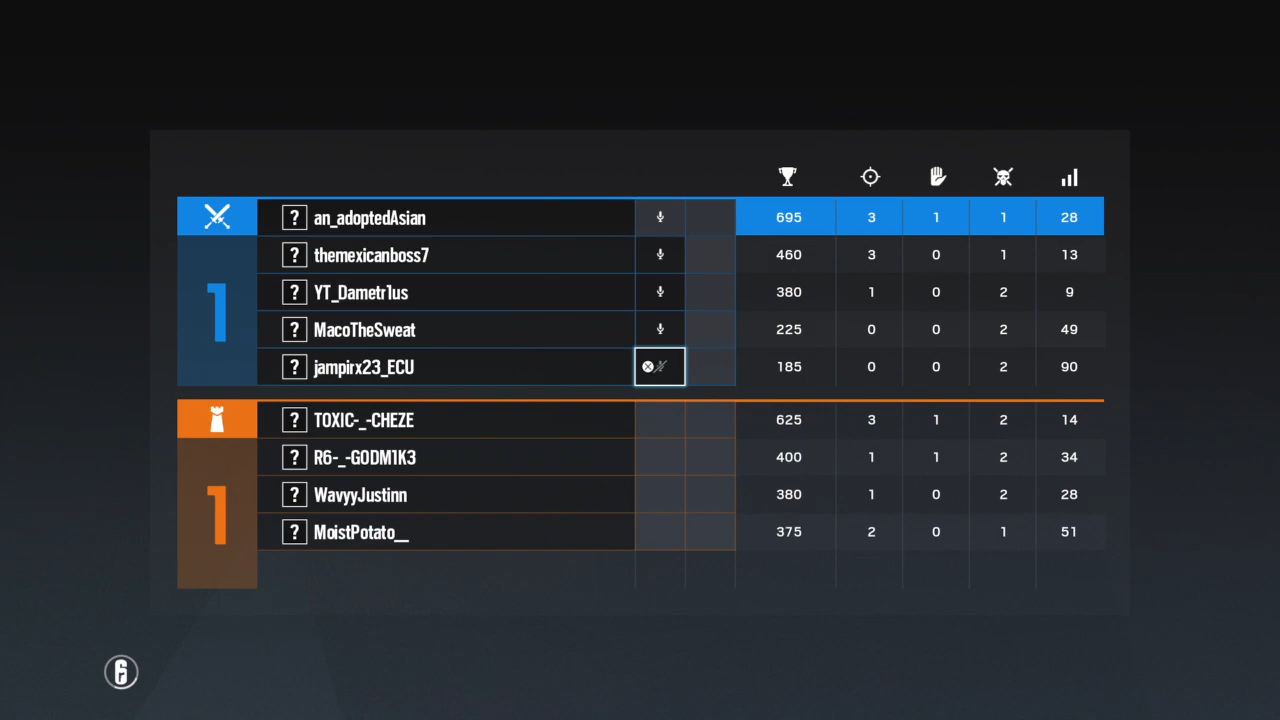 ? an_adoptedAsian 695 3 1 1 28
? themexicanboss7 460 3 0 1 13
1
? YT_Dametr1us 380 1 0 2 9
? MacoTheSweat 225 0 0 2 49
? jampirx23_ECU 185 0 0 2 90
? TOXIC-_-CHEZE 625 3 1 2 14
? R6-_-GODM1K3 400 1 1 2 34
1
? WavyyJustinn 380 1 0 2 28
? MoistPotato__ 375 2 0 1 51
6